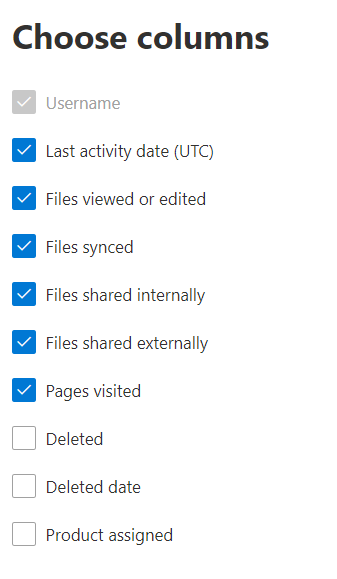 Choose columns
Username
Last activity date (UTC)
Files viewed or edited
Files synced
Files shared internally
Files shared externally
Pages visited
Deleted
Deleted date
Product assigned